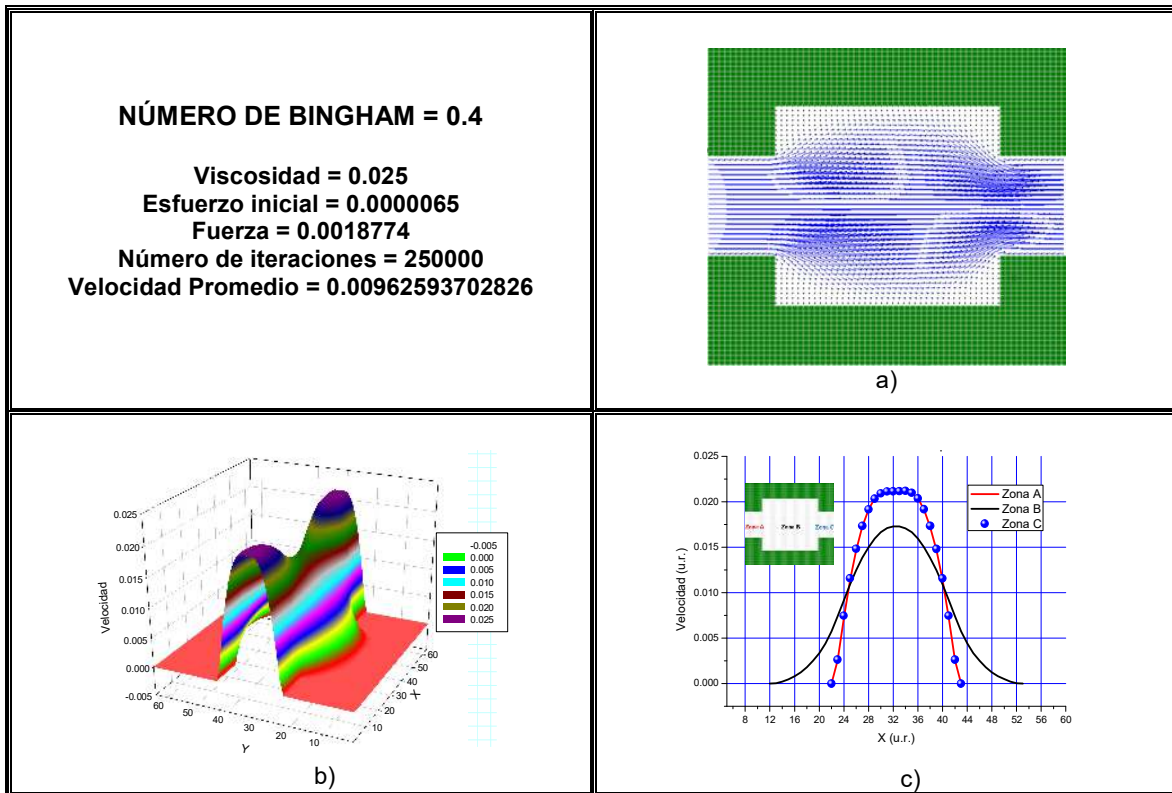 NÚMERO DE BINGHAM = 0.4
Viscosidad = 0.025
Esfuerzo inicial = 0.0000065
Fuerza = 0.0018774
Número de iteraciones = 250000
Velocidad Promedio = 0.00962593702826
a)
0.025
0.020
0.015
0.010
0.005
0.000
-0.005
Velocidad
60
50
40
30
20
10
Y
10
20
30
40
50
60
X
-0.005
0.000
0.005
0.010
0.015
0.020
0.025
b)
0.025
0.020
0.015
0.010
0.005
0.000
Velocidad (u.r.)
Zona A
Zona B
Zona C
Zona A
Zona B
Zona C
8 12 16 20 24 28 32 36 40 44 48 52 56 60
X (u.r.)
c)